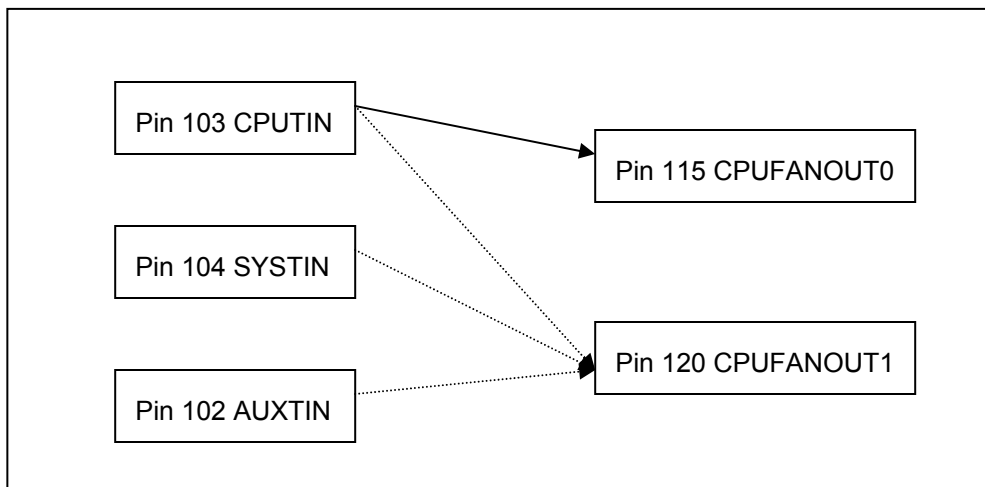 Pin 103 CPUTIN
Pin 115 CPUFANOUT0
Pin 104 SYSTIN
Pin 120 CPUFANOUT1
Pin 102 AUXTIN